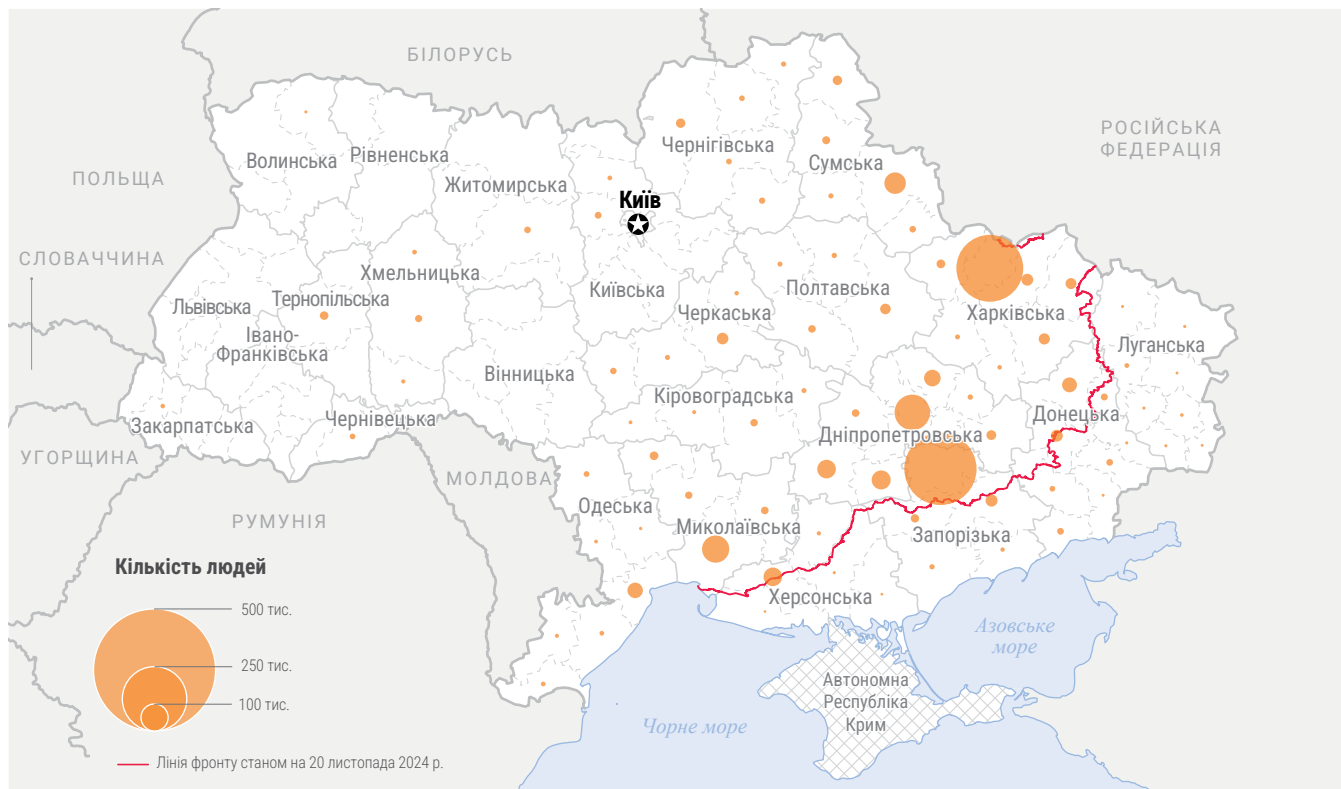 БІЛОРУСЬ
РОСІЙСЬКА
ФЕДЕРАЦІЯ
ПОЛЬЩА
СЛОВАЧЧИНА
УГОРЩИНА
РУМУНІЯ
МОЛДОВА
Волинська
Рівненська
Житомирська
Чернігівська
Сумська
Київ
Львівська
Тернопільська
Хмельницька
Київська
Черкаська
Полтавська
Харківська
Луганська
Івано-
Франківська
Вінницька
Кіровоградська
Донецька
Закарпатська
Чернівецька
Дніпропетровська
Одеська
Миколаївська
Запорізька
Херсонська
Азовське
море
Автономна
Республіка
Крим
Чорне море
Кількість людей
500 тис.
250 тис.
100 тис.
Лінія фронту станом на 20 листопада 2024 р.